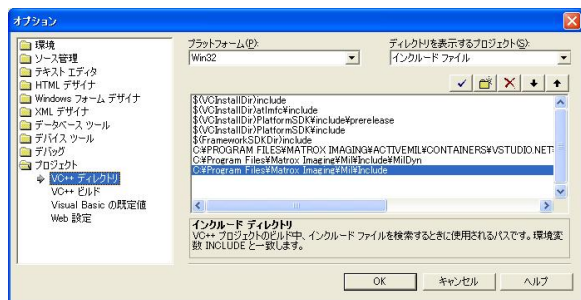 オプション
環境
ソース管理
テキスト エディタ
HTML デザイナ
Windows フォーム デザイナ
XML デザイナ
データベース ツール
デバイス ツール
デバッグ
プロジェクト
VC++ ディレクトリ
VC++ ビルド
Visual Basic の既定値
Web 設定
プラットフォーム(P):
Win32
ディレクトリを表示するプロジェクト(S):
インクルード ファイル
$(VCInstallDir)include
$(VCInstallDir)atlmfc¥include
$(VCInstallDir)PlatformSDK¥include¥prerelease
$(VCInstallDir)PlatformSDK¥include
$(FrameworkSDKDir)include
C:¥PROGRAM FILES¥MATROX IMAGING¥ACTIVEMIL¥CONTAINERS¥VSTUDIO.NET
C:¥Program Files¥Matrox Imaging¥Mil¥Include¥MilDyn
C:¥Program Files¥Matrox Imaging¥Mil¥Include
インクルード ディレクトリ
VC++ プロジェクトのビルド中、インクルード ファイルを検索するときに使用されるパスです。環境変
数 INCLUDE と一致します。
OK
キャンセル
ヘルプ